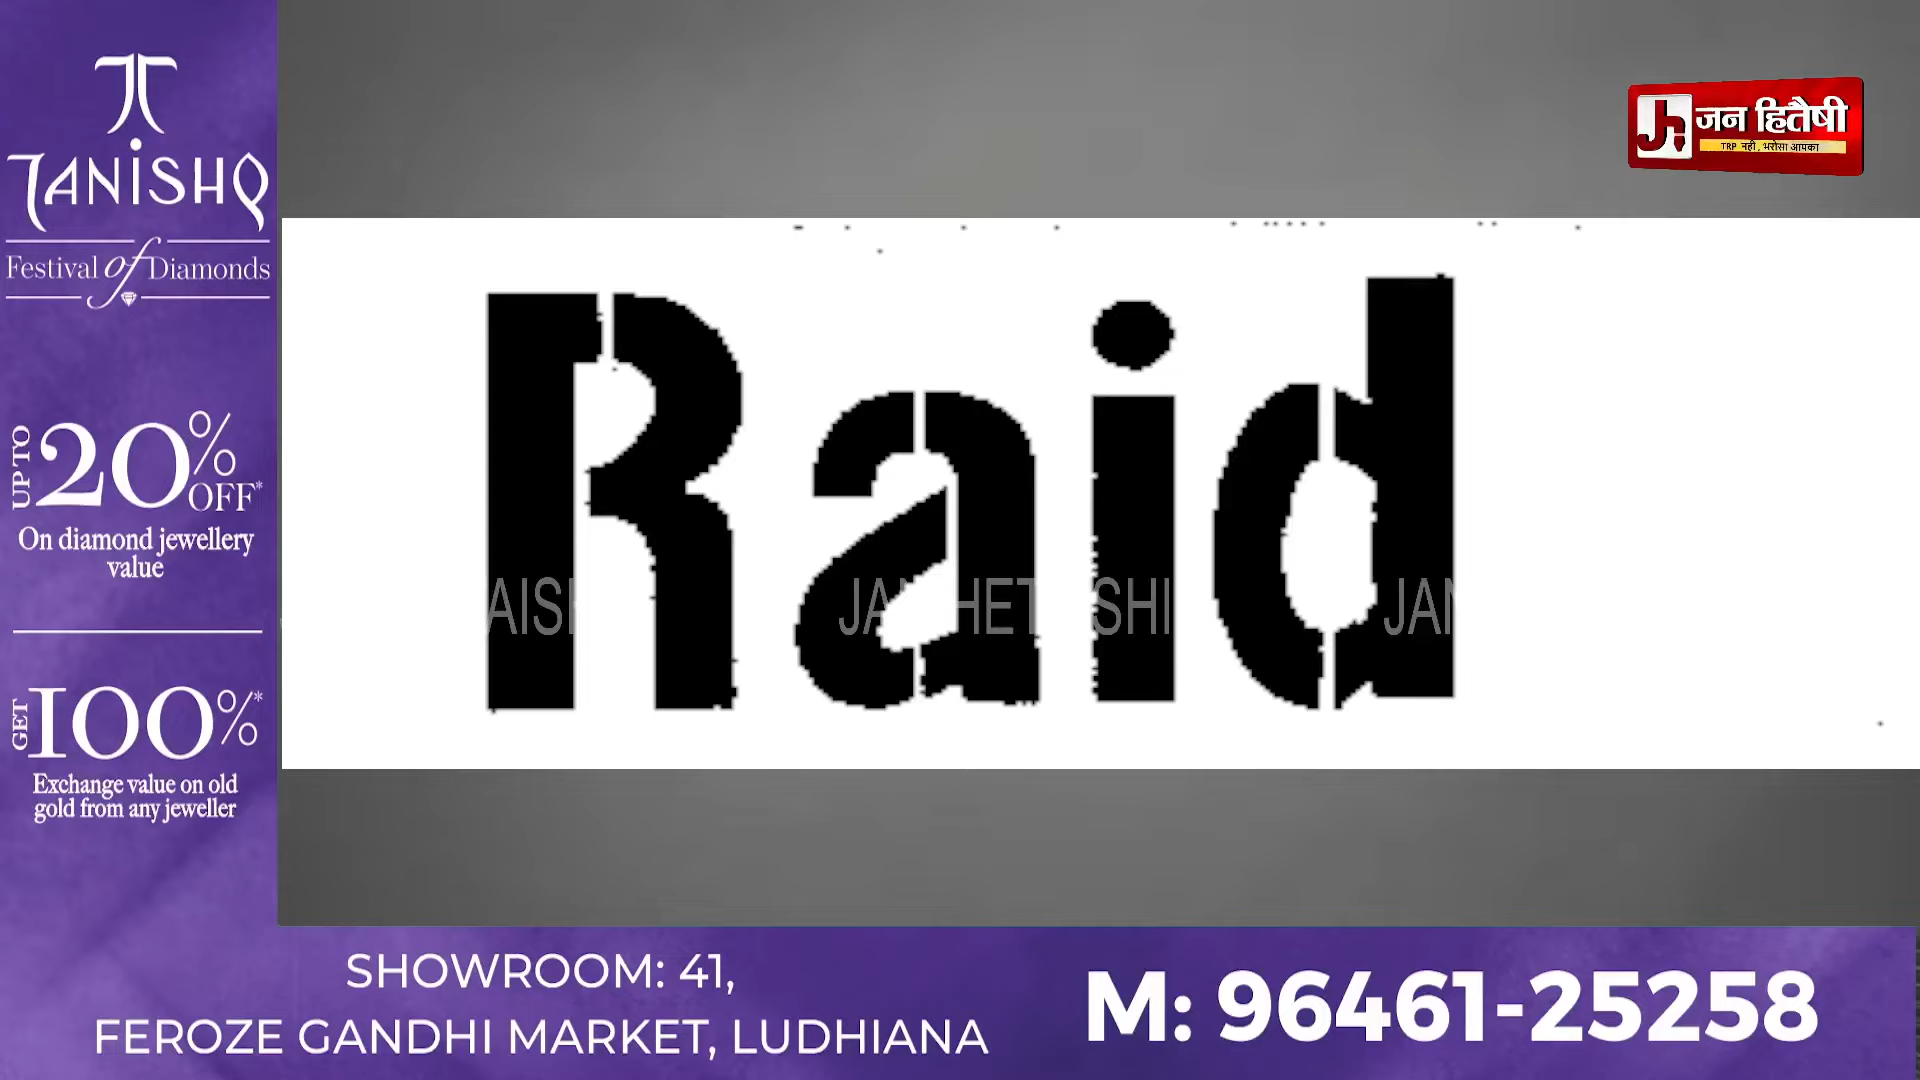 TANISHQ
Festival of Diamonds
UP TO 20% OFF*
On diamond jewellery
value
GET 100%*
Exchange value on old
gold from any jeweller
जन हितैषी
TRP नही, भरोसा आपका
Raid
SHOWROOM: 41,
FEROZE GANDHI MARKET, LUDHIANA
M: 96461-25258